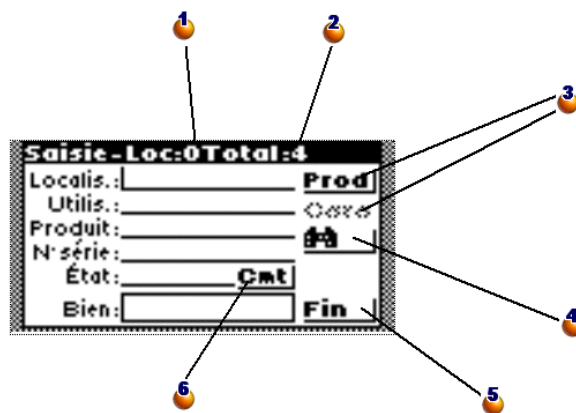 1
2
3
Saisie-Loc:0Total:4
Localis.: Prod
Utilis.: Cara
Produit:
N° série:
État: Cmt
Bien: Fin
4
6
5